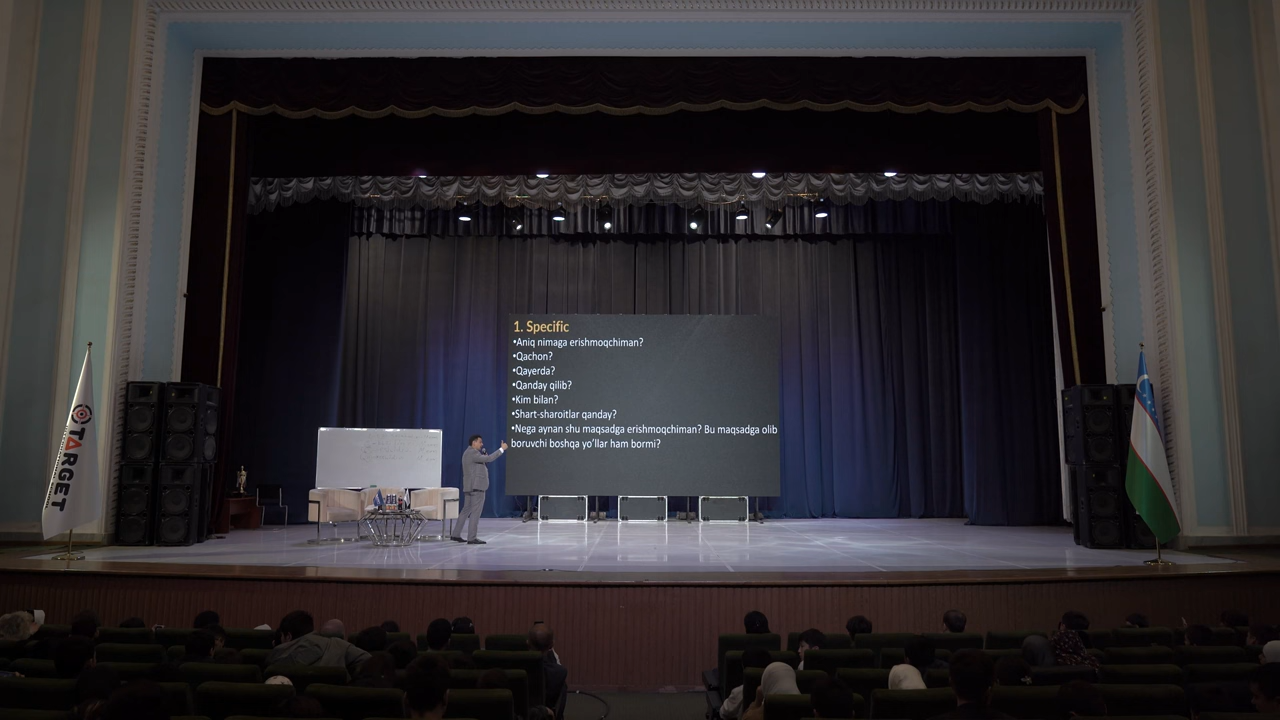 1. Specific
•Aniq nimaga erishmoqchiman?
•Qachon?
•Qayerda?
•Qanday qilib?
•Kim bilan?
•Shart-sharoitlar qanday?
•Nega aynan shu maqsadga erishmoqchiman? Bu maqsadga olib
boruvchi boshqa yo'llar ham bormi?
TARGET